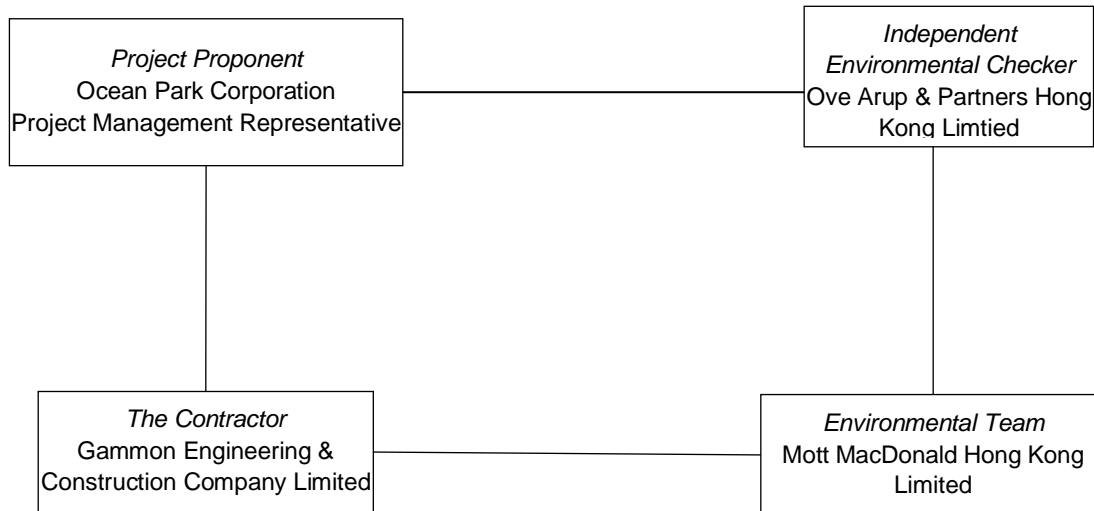 Project Proponent
Ocean Park Corporation
Project Management Representative
Independent
Environmental Checker
Ove Arup & Partners Hong
Kong Limtied
The Contractor
Gammon Engineering &
Construction Company Limited
Environmental Team
Mott MacDonald Hong Kong
Limited